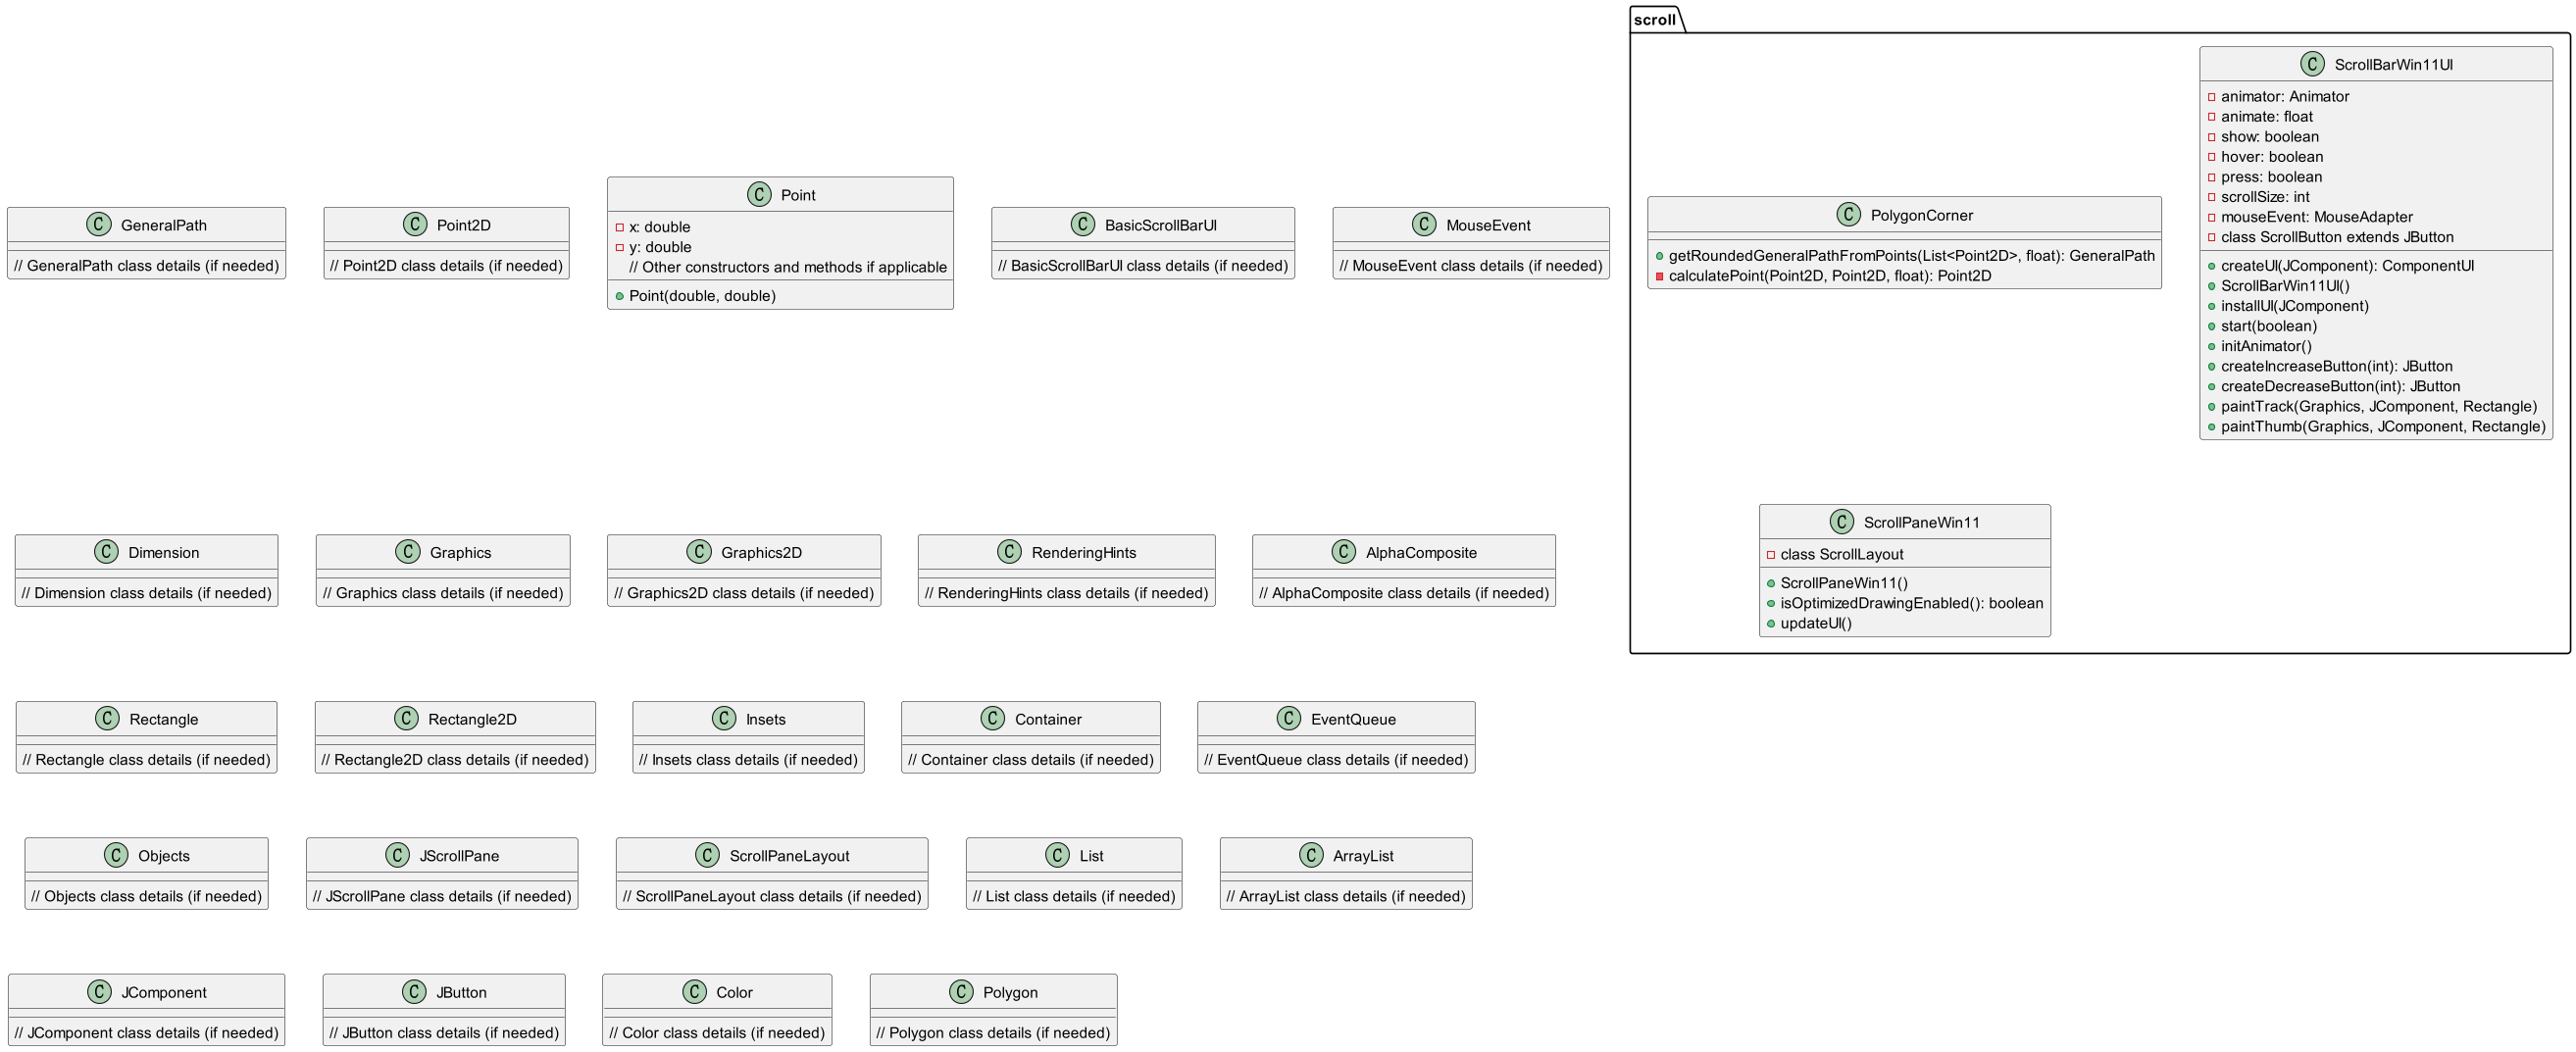 scroll
C ScrollBarWin11UI
animator: Animator
animate: float
show: boolean
hover: boolean
press: boolean
scrollSize: int
mouseEvent: MouseAdapter
class ScrollButton extends JButton
createUI(JComponent): ComponentUI
ScrollBarWin11UI()
installUI(JComponent)
start(boolean)
initAnimator()
createIncreaseButton(int): JButton
createDecreaseButton(int): JButton
paintTrack(Graphics, JComponent, Rectangle)
paintThumb(Graphics, JComponent, Rectangle)
C GeneralPath
// GeneralPath class details (if needed)
C Point2D
// Point2D class details (if needed)
C Point
x: double
y: double
// Other constructors and methods if applicable
Point(double, double)
C BasicScrollBarUI
// BasicScrollBarUI class details (if needed)
C MouseEvent
// MouseEvent class details (if needed)
C PolygonCorner
getRoundedGeneralPathFromPoints(List<Point2D>, float): GeneralPath
calculatePoint(Point2D, Point2D, float): Point2D
C Dimension
// Dimension class details (if needed)
C Graphics
// Graphics class details (if needed)
C Graphics2D
// Graphics2D class details (if needed)
C RenderingHints
// RenderingHints class details (if needed)
C AlphaComposite
// AlphaComposite class details (if needed)
C ScrollPaneWin11
class ScrollLayout
ScrollPaneWin11()
isOptimizedDrawingEnabled(): boolean
updateUI()
C Rectangle
// Rectangle class details (if needed)
C Rectangle2D
// Rectangle2D class details (if needed)
C Insets
// Insets class details (if needed)
C Container
// Container class details (if needed)
C EventQueue
// EventQueue class details (if needed)
C Objects
// Objects class details (if needed)
C JScrollPane
// JScrollPane class details (if needed)
C ScrollPaneLayout
// ScrollPaneLayout class details (if needed)
C List
// List class details (if needed)
C ArrayList
// ArrayList class details (if needed)
C JComponent
// JComponent class details (if needed)
C JButton
// JButton class details (if needed)
C Color
// Color class details (if needed)
C Polygon
// Polygon class details (if needed)